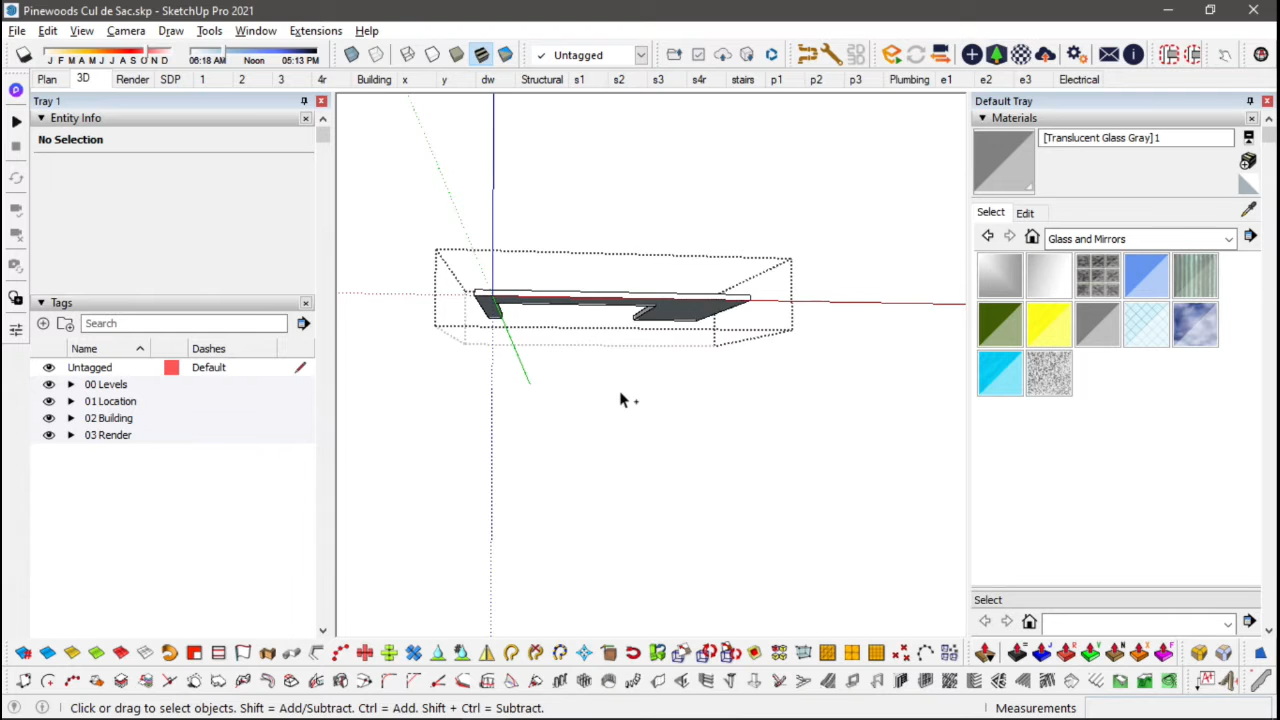 Pinewoods Cul de Sac.skp - SketchUp Pro 2021
File Edit View Camera Draw Tools Window Extensions Help
J F M A M J J A S O N D 06:18 AM Noon 05:13 PM Untagged
Plan 3D Render SDP 1 2 3 4r Building x y dw Structural s1 s2 s3 s4r stairs p1 p2 p3 Plumbing e1 e2 e3 Electrical
Tray 1
Entity Info
No Selection
Tags
Search
Name Dashes
Untagged Default
00 Levels
01 Location
02 Building
03 Render
Default Tray
Materials
[Translucent Glass Gray]1
Select Edit
Glass and Mirrors
Select
Click or drag to select objects. Shift = Add/Subtract. Ctrl = Add. Shift + Ctrl = Subtract. Measurements